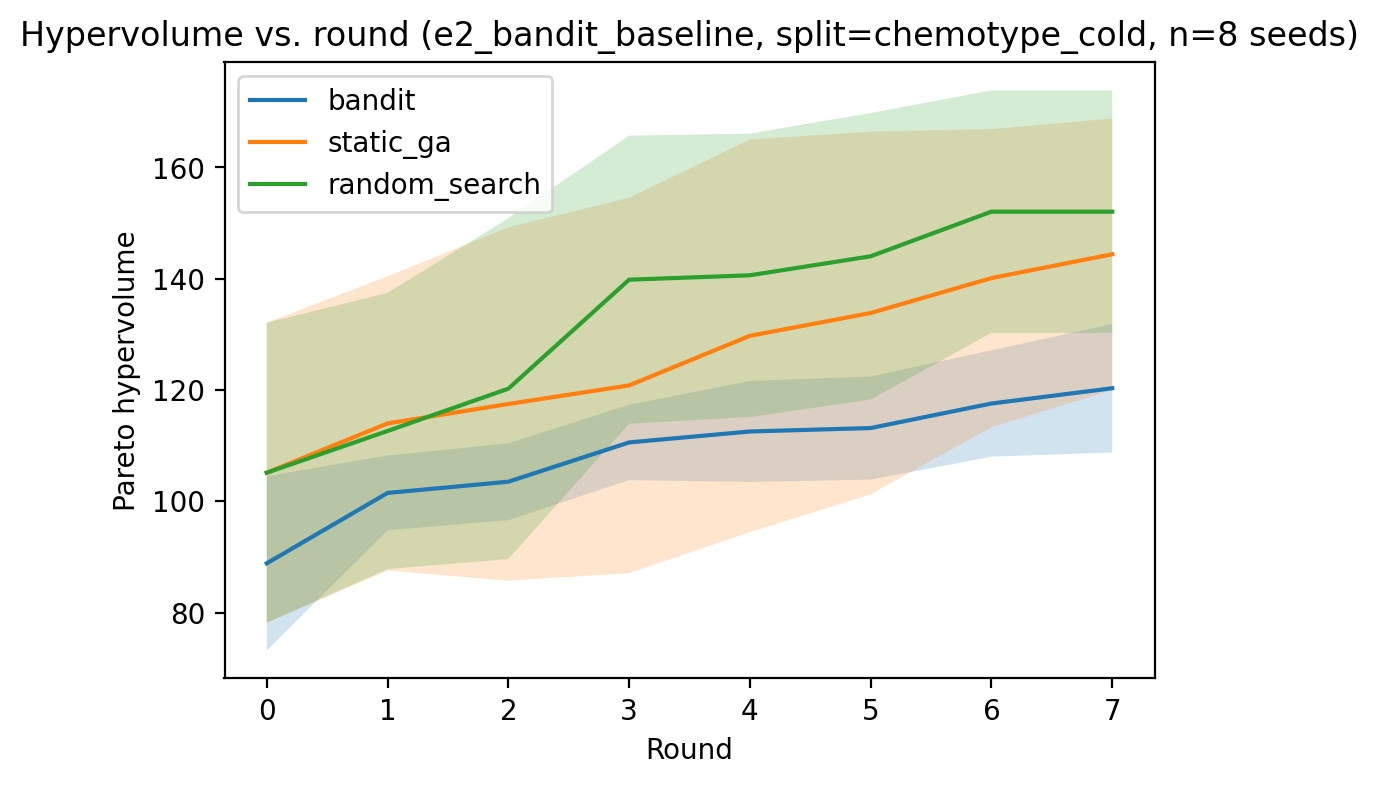 Hypervolume vs. round (e2_bandit_baseline, split=chemotype_cold, n=8 seeds)
bandit
static_ga
random_search
Pareto hypervolume
160
140
120
100
80
0 1 2 3 4 5 6 7
Round